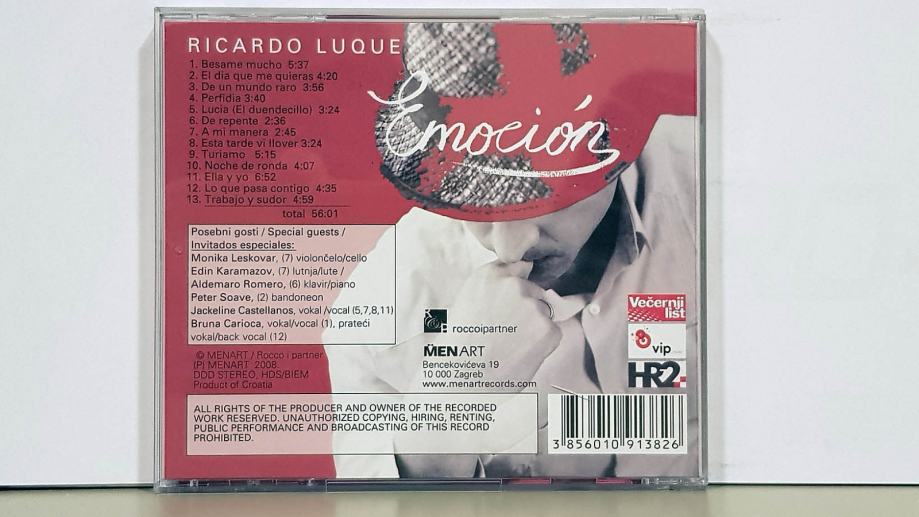 RICARDO LUQUE
1. Besame mucho 5:37
2. El dia que me quieras 4:20
3. De un mundo raro 3:56
4. Perfidia 3:40
5. Lucia (El duendecillo) 3:24
6. De repente 2:36
7. A mi manera 2:45
8. Esta tarde vi llover 3:24
9. Turiamo 5:15
10. Noche de ronda 4:07
11. Ella y yo 6:52
12. Lo que pasa contigo 4:35
13. Trabajo y sudor 4:59
total 56:01
Emoción
Posebni gosti / Special guests /
Invitados especiales:
Monika Leskovar, (7) violončelo/cello
Edin Karamazov, (7) lutnja/lute /
Aldemaro Romero, (6) klavir/piano
Peter Soave, (2) bandoneon
Jackeline Castellanos, vokal /vocal (5,7,8,11)
Bruna Carioca, vokal/vocal (1), prateći
vokal/back vocal (12)
© MENART / Rocco i partner
(P) MENART 2008
DDD STEREO, HDS/BIEM
Product of Croatia
roccoipartner
MENART
Bencekovićeva 19
10 000 Zagreb
www.menartrecords.com
Večernji
list
vip
HR2
ALL RIGHTS OF THE PRODUCER AND OWNER OF THE RECORDED
WORK RESERVED. UNAUTHORIZED COPYING, HIRING, RENTING,
PUBLIC PERFORMANCE AND BROADCASTING OF THIS RECORD
PROHIBITED.
3 856010 913826